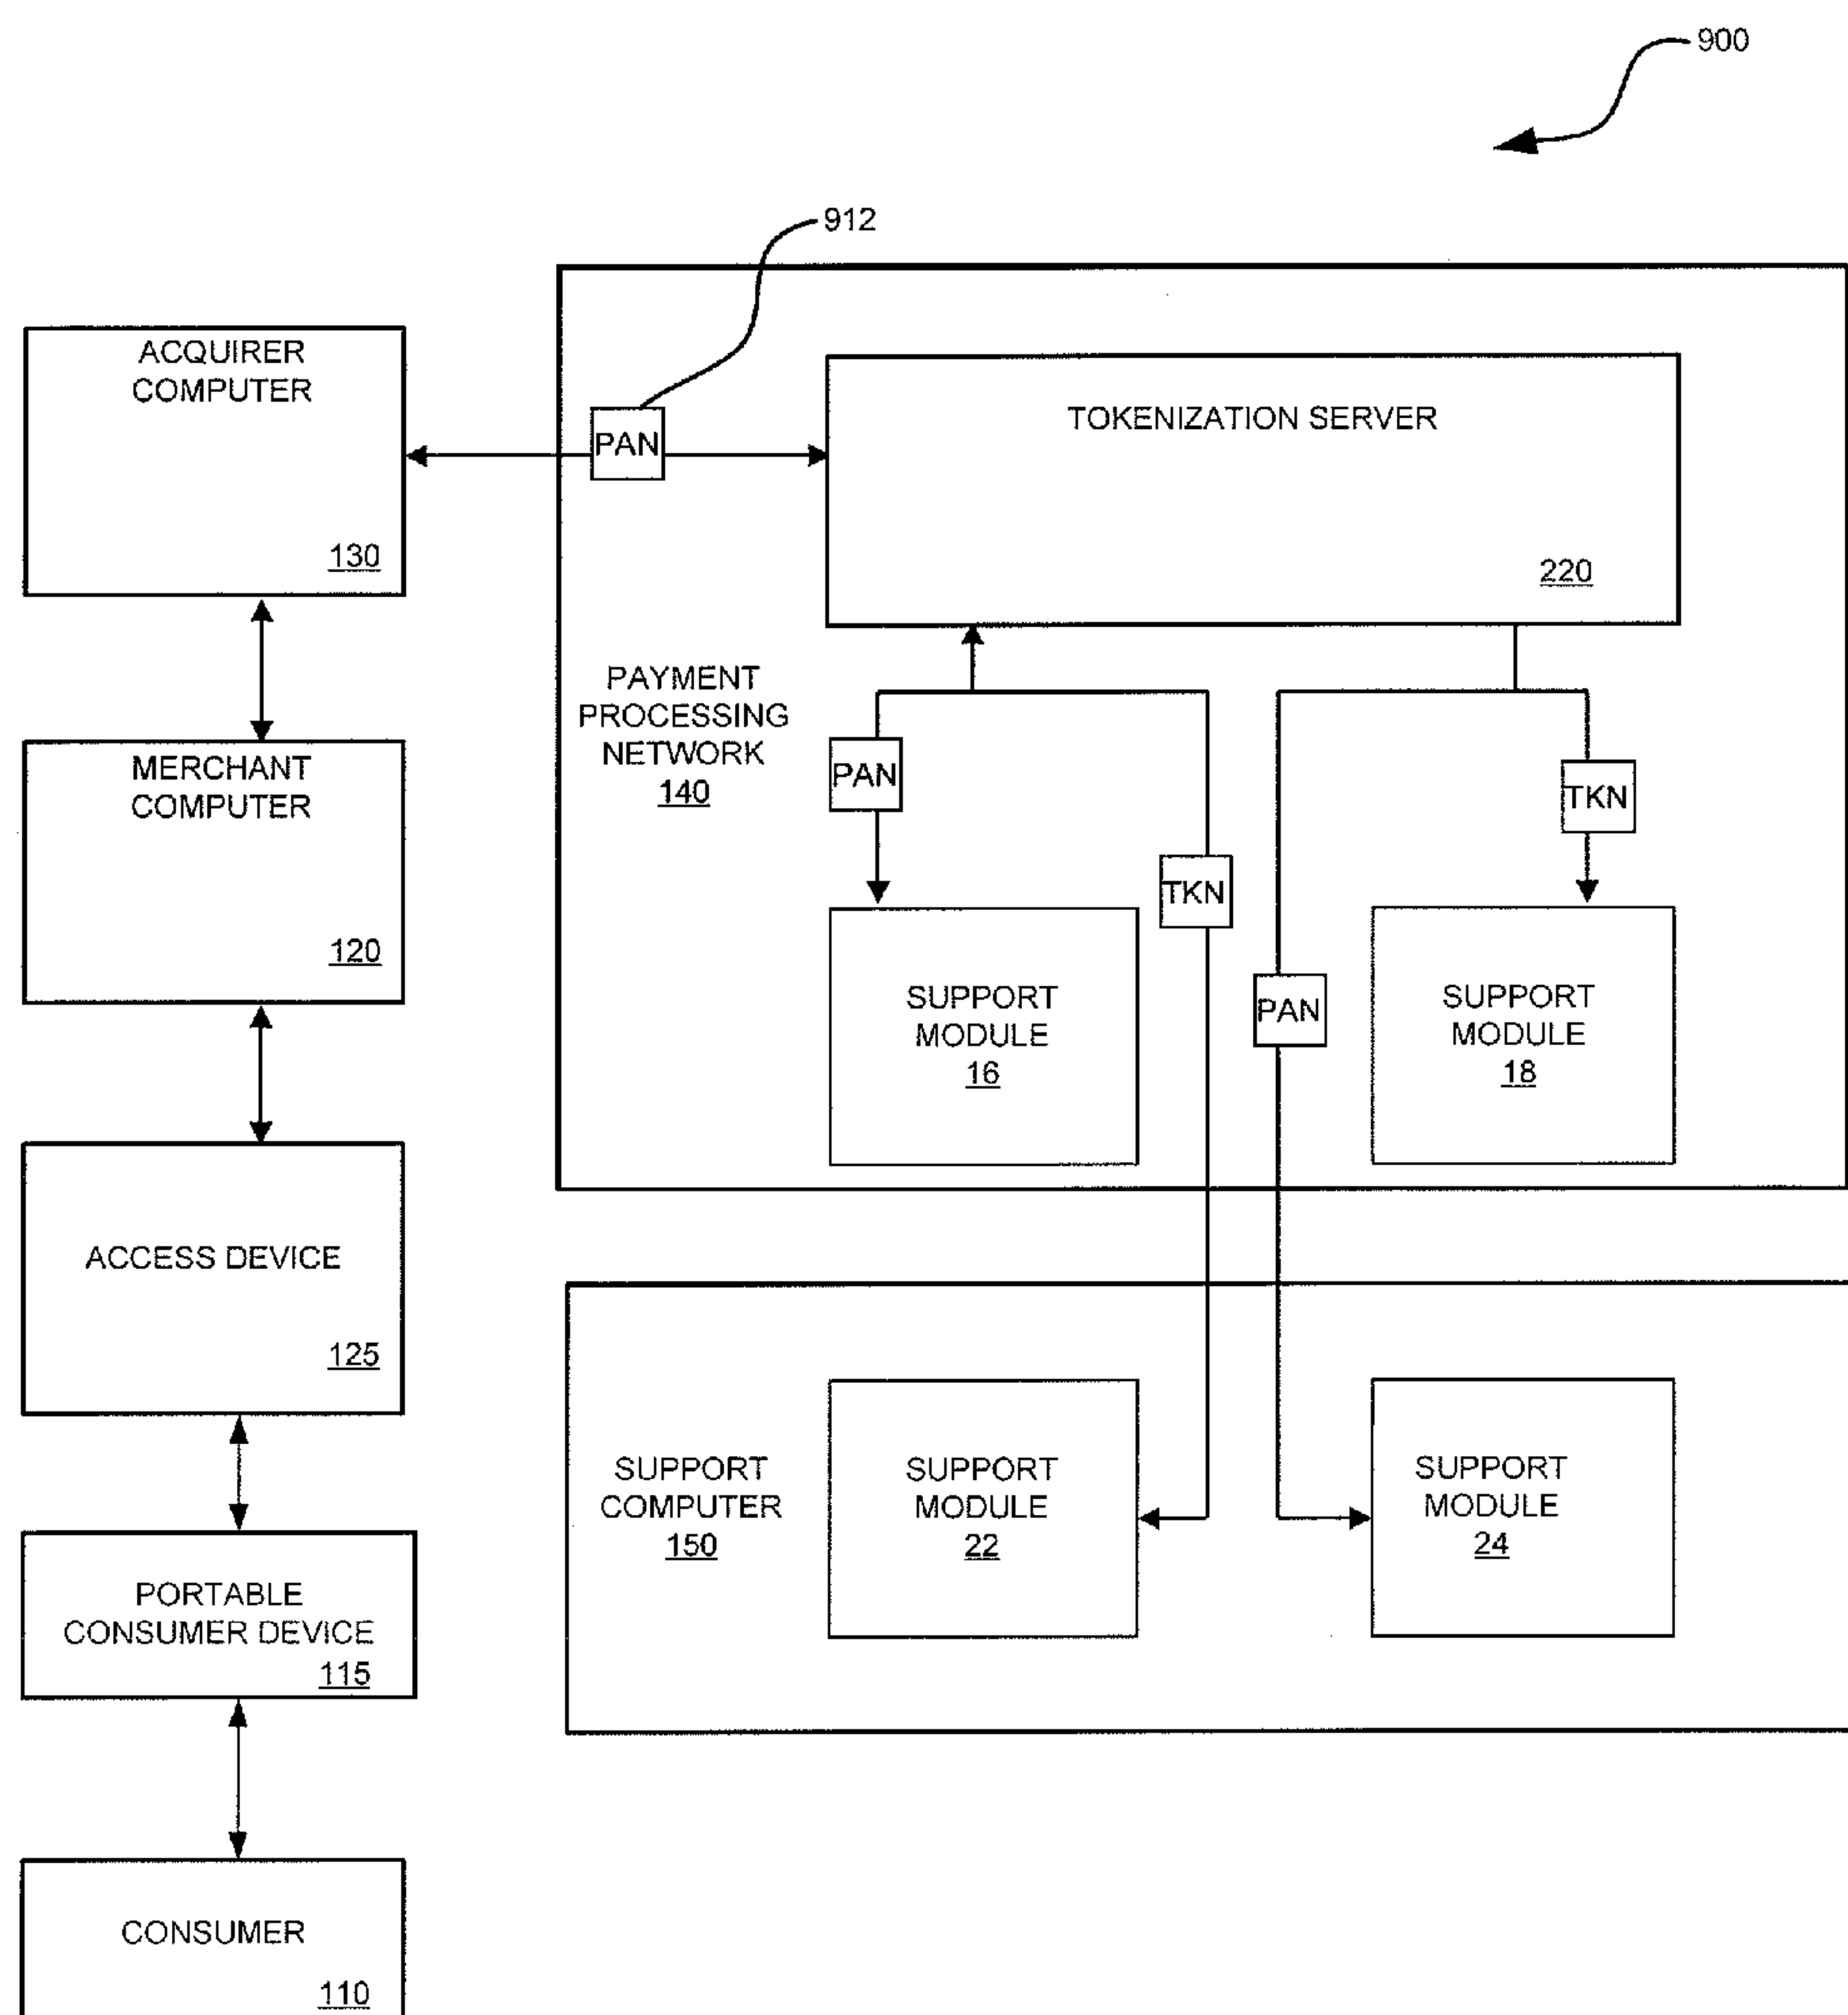 900
912
ACQUIRER
COMPUTER
130
PAN
TOKENIZATION SERVER
220
MERCHANT
COMPUTER
120
PAYMENT
PROCESSING
NETWORK
140
PAN
TKN
TKN
PAN
SUPPORT
MODULE
16
SUPPORT
MODULE
18
ACCESS DEVICE
125
SUPPORT
COMPUTER
150
SUPPORT
MODULE
22
SUPPORT
MODULE
24
PORTABLE
CONSUMER DEVICE
115
CONSUMER
110